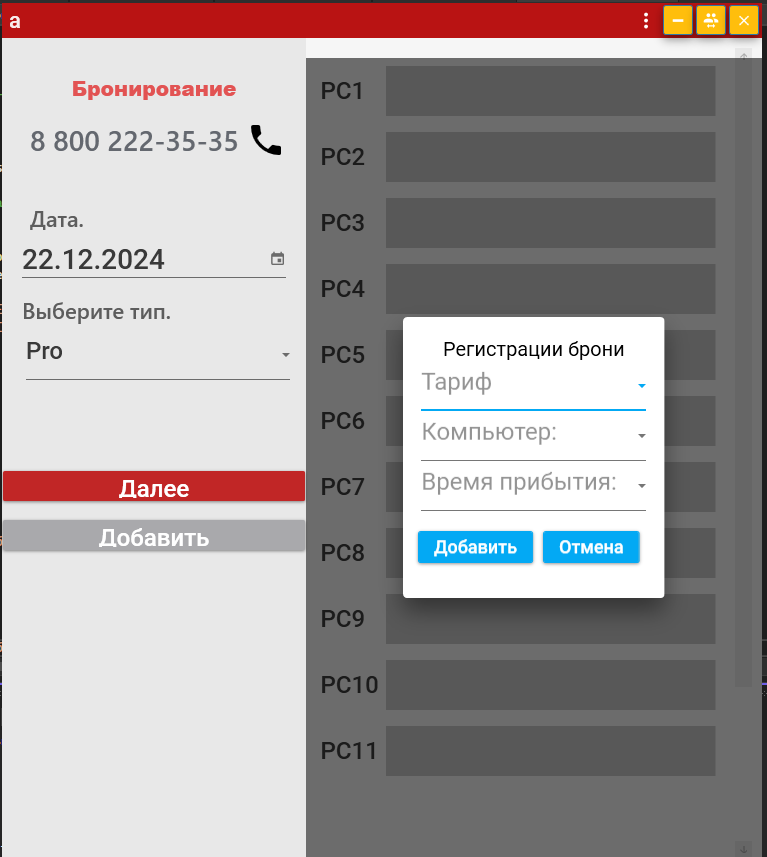 a
Бронирование
8 800 222-35-35
Дата.
22.12.2024
Выберите тип.
Pro
Далее
Добавить
PC1
PC2
PC3
PC4
PC5
PC6
PC7
PC8
PC9
PC10
PC11
Регистрации брони
Тариф
Компьютер:
Время прибытия:
Добавить
Отмена